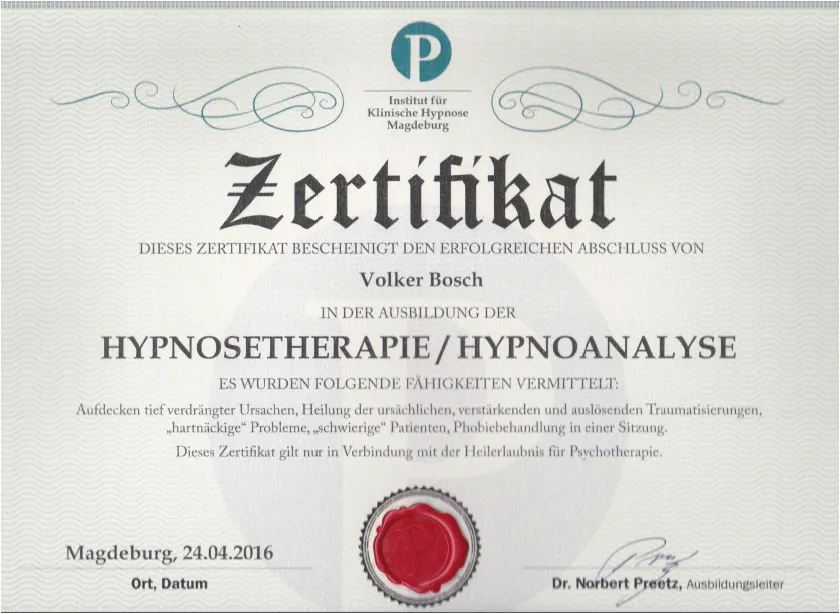 P
Institut für
Klinische Hypnose
Magdeburg
Zertifikat
DIESES ZERTIFIKAT BESCHEINIGT DEN ERFOLGREICHEN ABSCHLUSS VON
Volker Bosch
IN DER AUSBILDUNG DER
HYPNOSETHERAPIE / HYPNOANALYSE
ES WURDEN FOLGENDE FÄHIGKEITEN VERMITTELT:
Aufdecken tief verdrängter Ursachen, Heilung der ursächlichen, verstärkenden und auslösenden Traumatisierungen,
„hartnäckige“ Probleme, „schwierige“ Patienten, Phobiebehandlung in einer Sitzung.
Dieses Zertifikat gilt nur in Verbindung mit der Heilerlaubnis für Psychotherapie.
P
Magdeburg, 24.04.2016
Ort, Datum
Dr. Norbert Preetz, Ausbildungsleiter